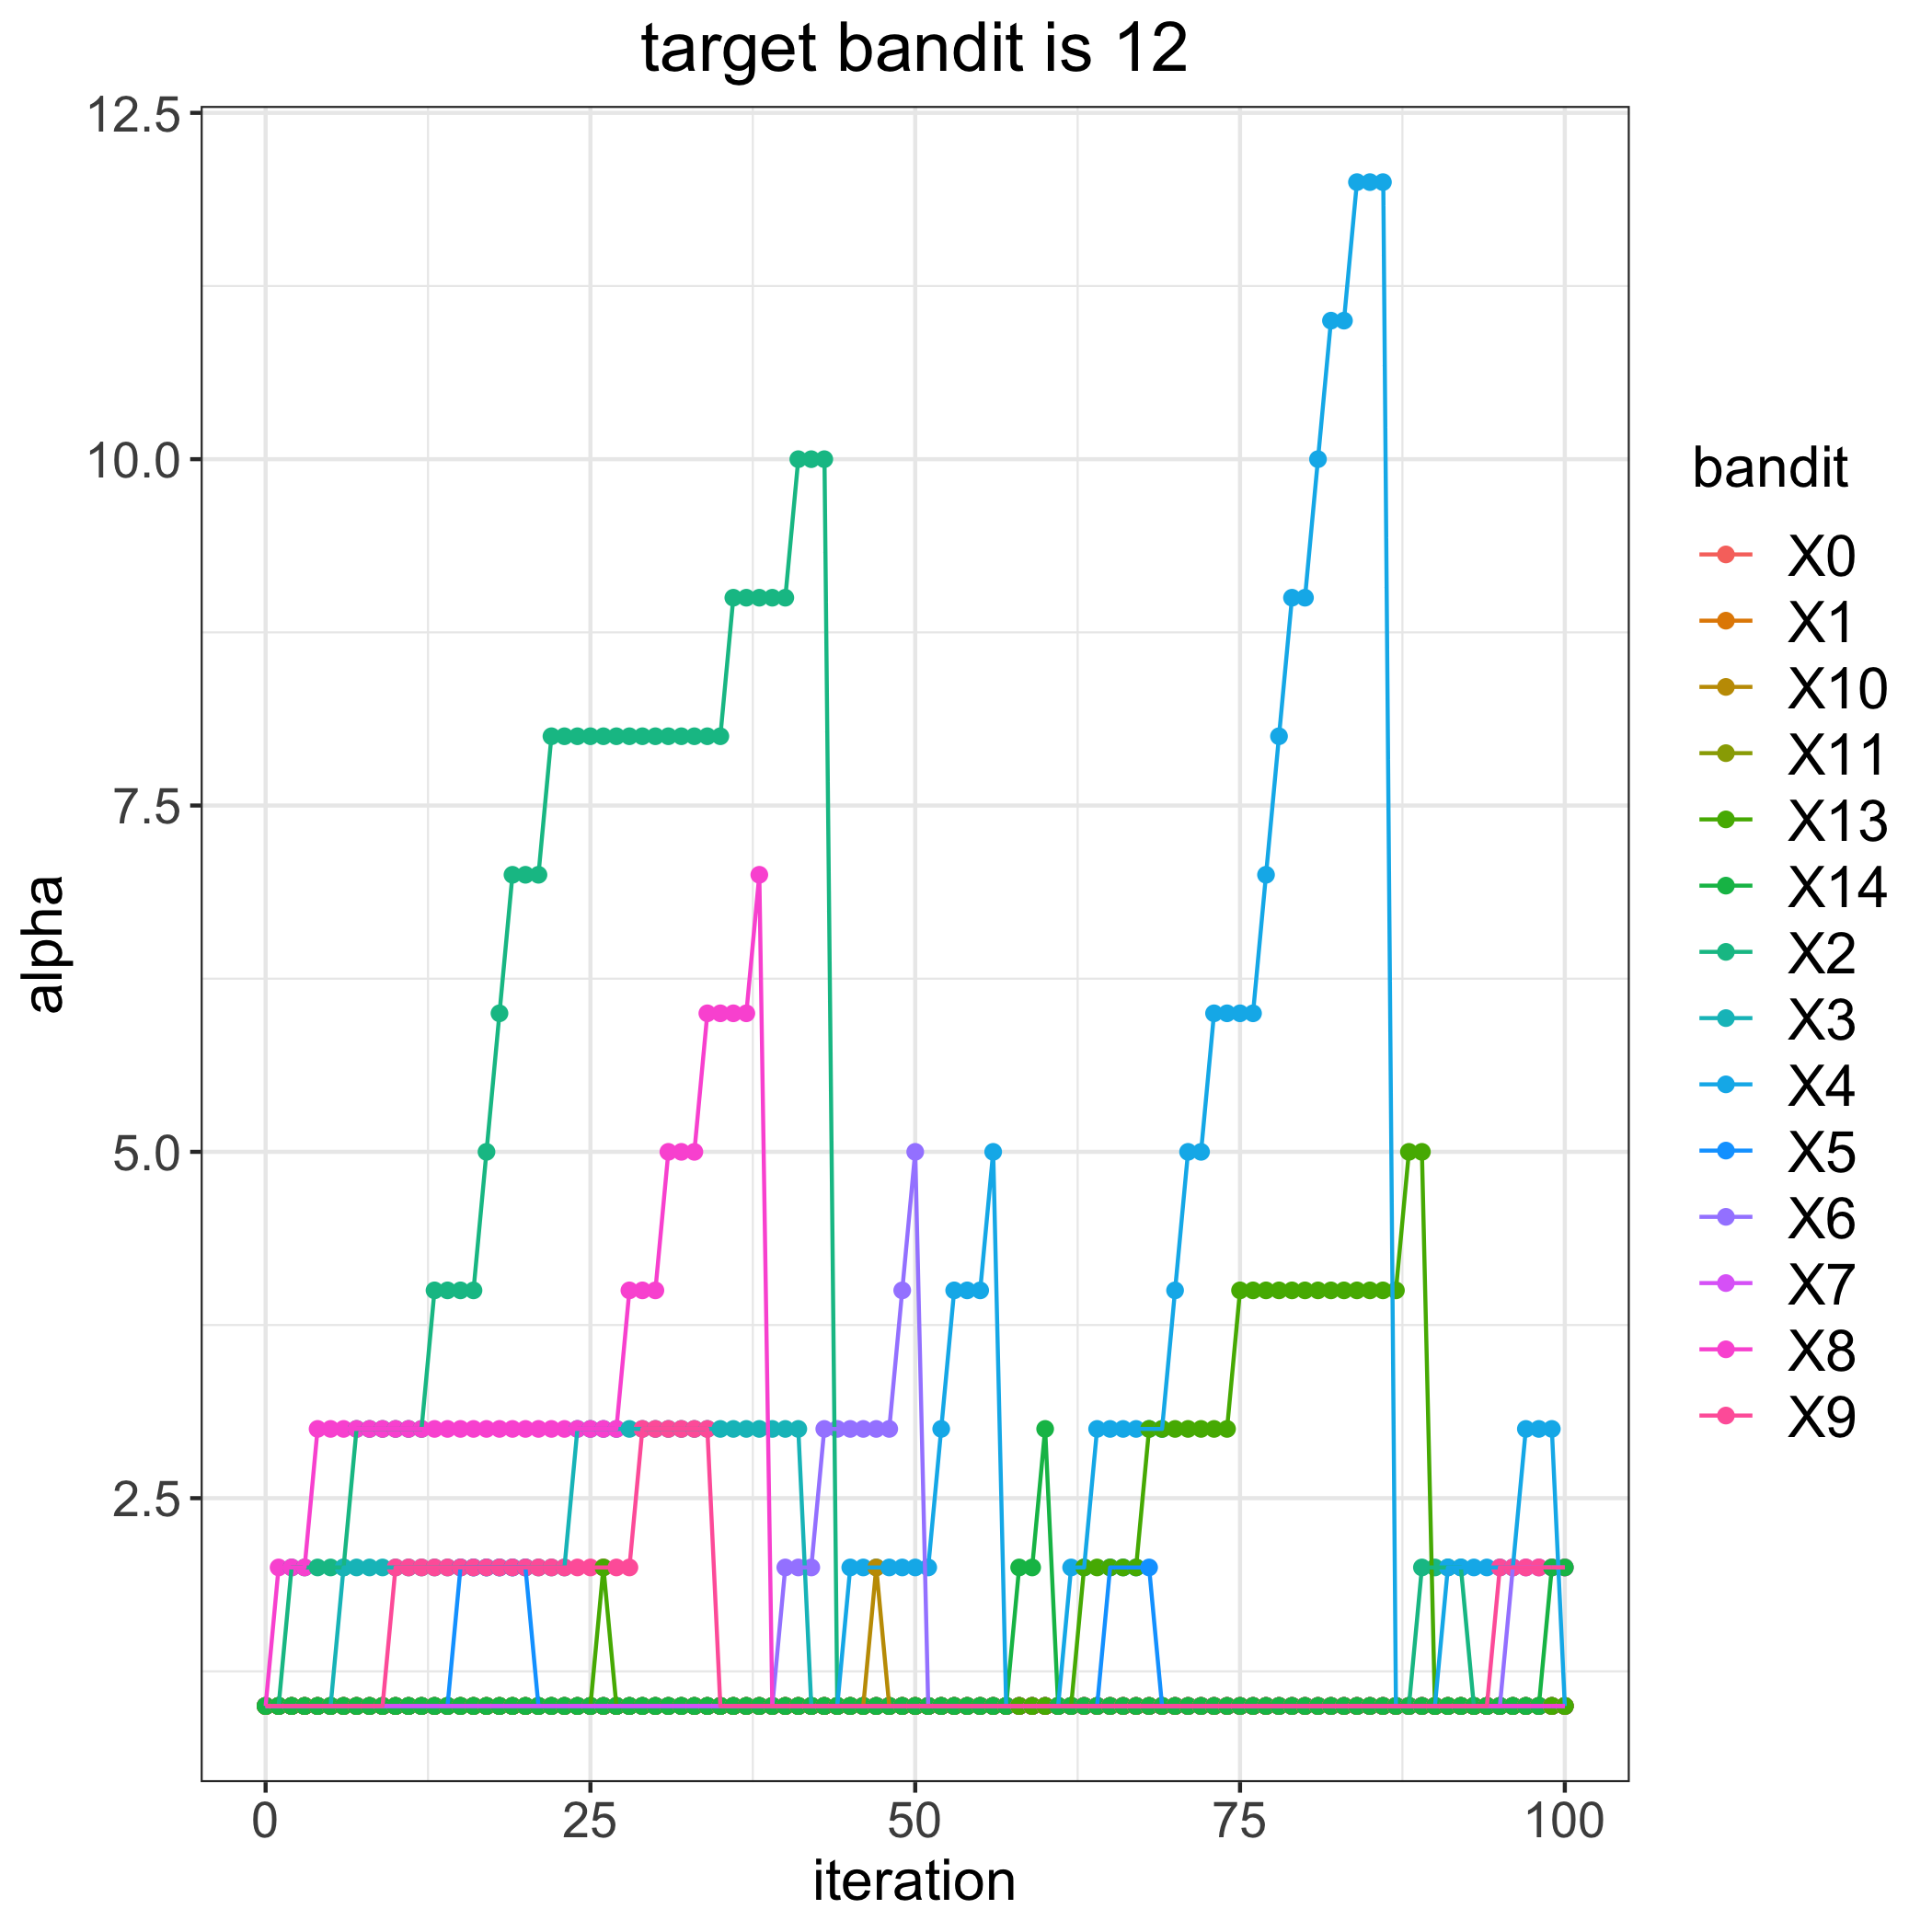 target bandit is 12
12.5
10.0
7.5
5.0
2.5
alpha
0 25 50 75 100
iteration
bandit
X0
X1
X10
X11
X13
X14
X2
X3
X4
X5
X6
X7
X8
X9